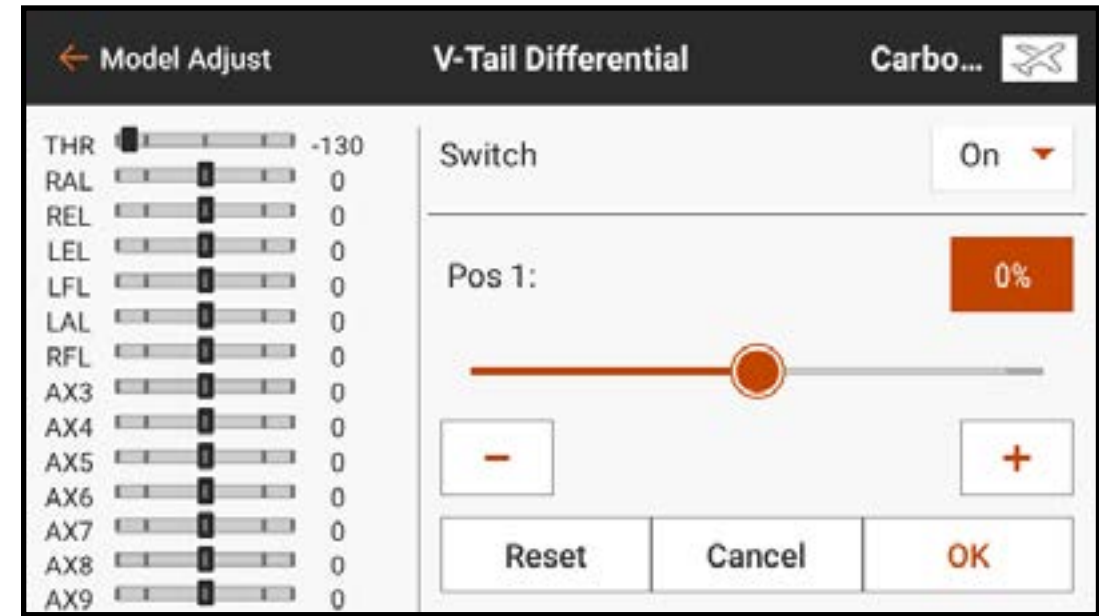 ← Model Adjust V-Tail Differential Carbo...
THR -130
RAL 0
REL 0
LEL 0
LFL 0
LAL 0
RFL 0
AX3 0
AX4 0
AX5 0
AX6 0
AX7 0
AX8 0
AX9 0
Switch On
Pos 1: 0%
− +
Reset Cancel OK